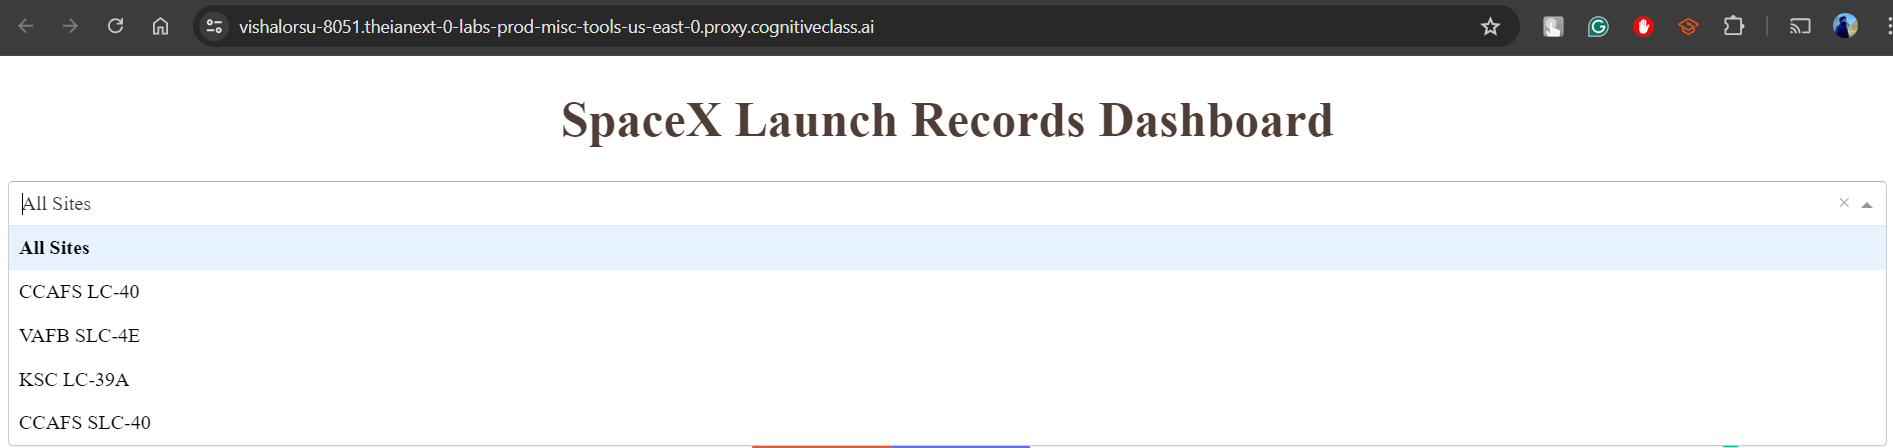 vishalorsu-8051.theianext-0-labs-prod-misc-tools-us-east-0.proxy.cognitiveclass.ai
SpaceX Launch Records Dashboard
All Sites
All Sites
CCAFS LC-40
VAFB SLC-4E
KSC LC-39A
CCAFS SLC-40